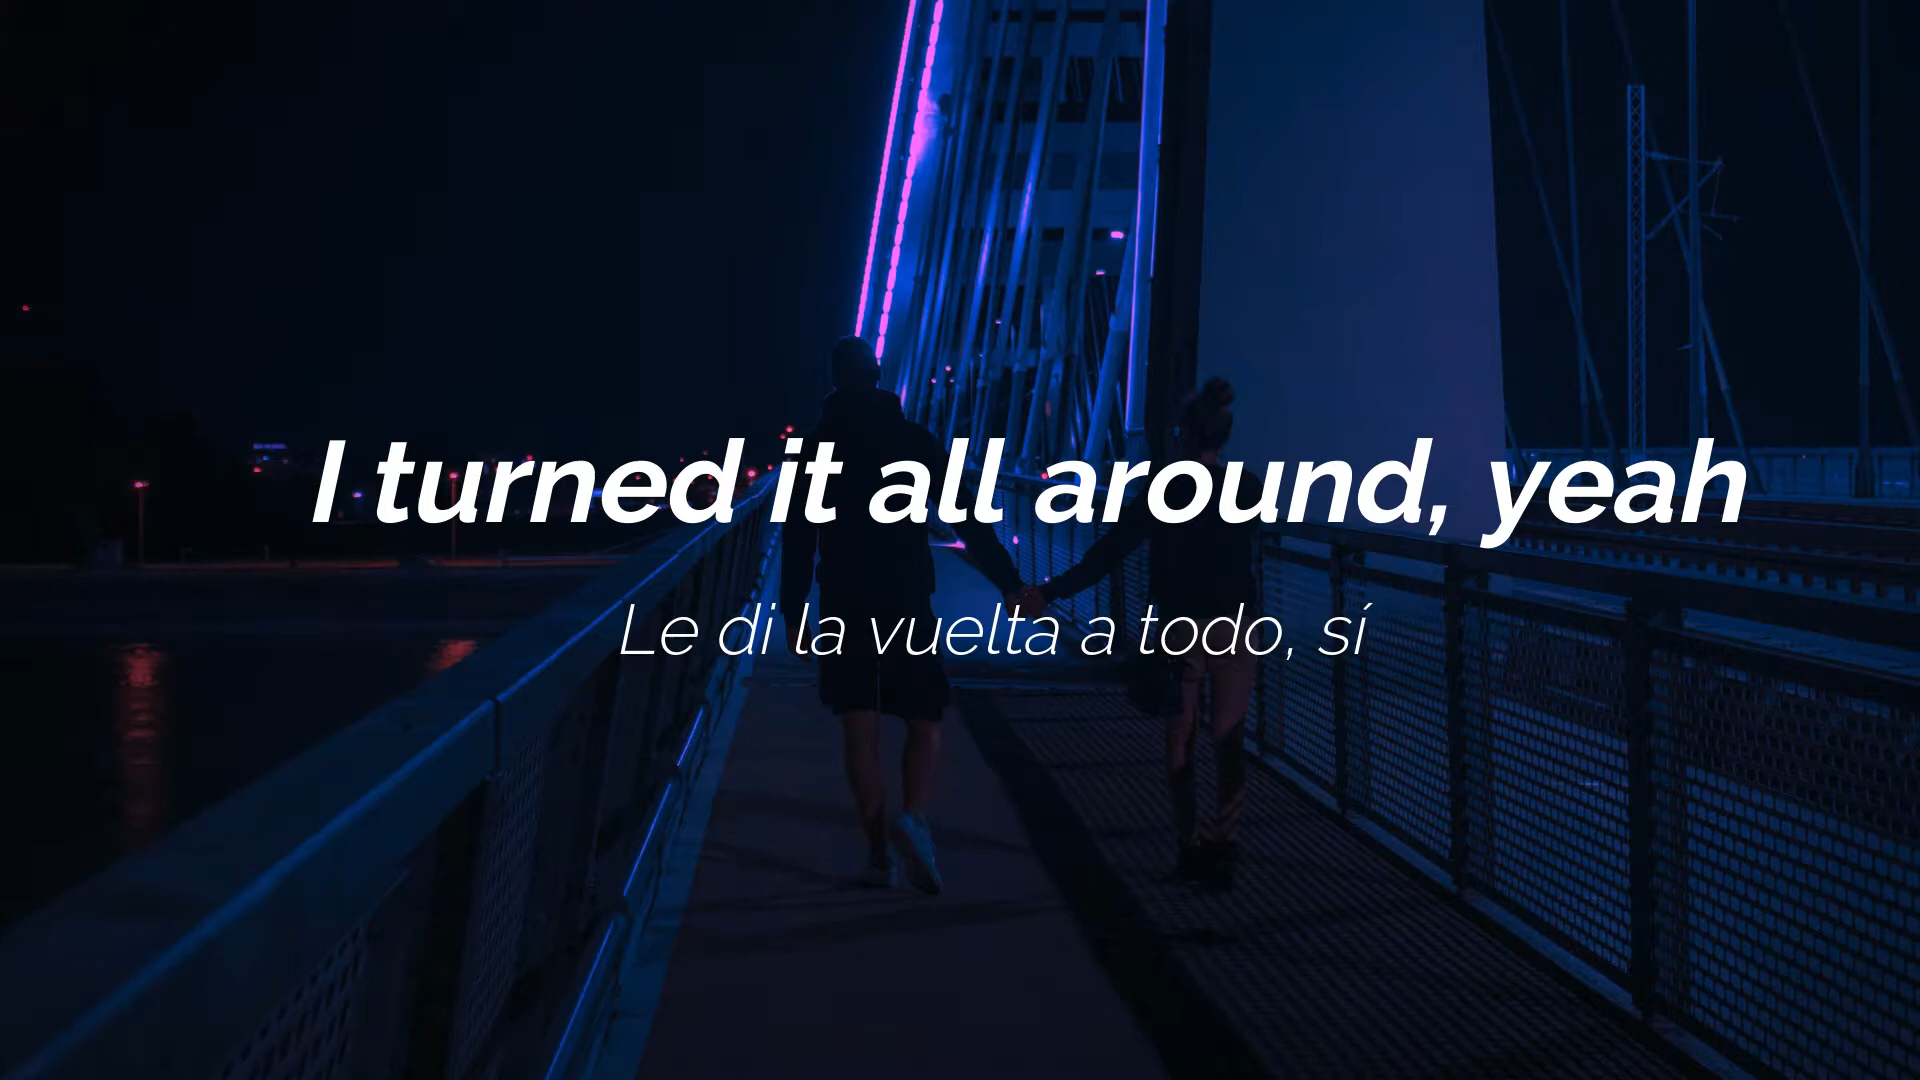 I turned it all around, yeah
Le di la vuelta a todo, sí